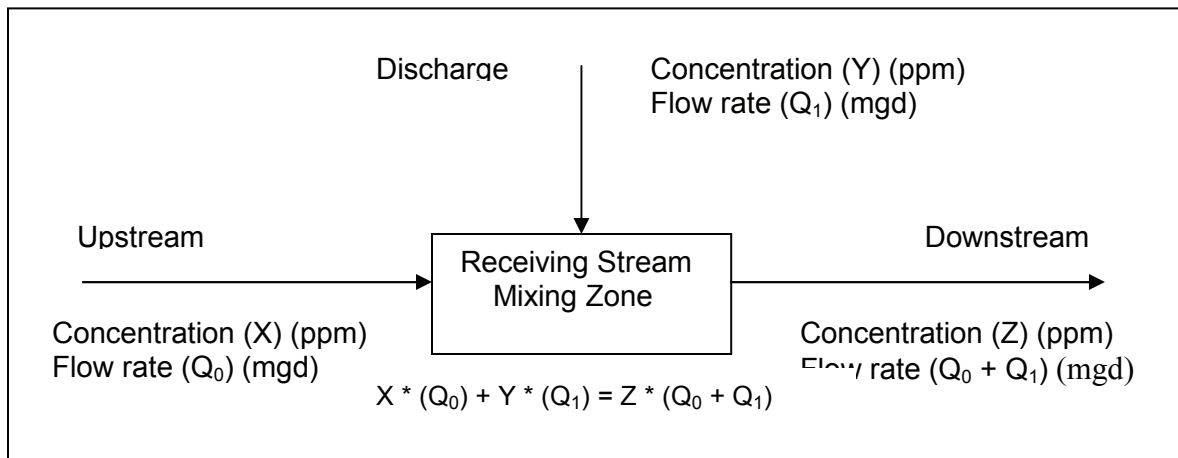 Discharge
Concentration (Y) (ppm)
Flow rate (Q₁) (mgd)
Upstream
Receiving Stream
Mixing Zone
Downstream
Concentration (X) (ppm)
Flow rate (Q₀) (mgd)
Concentration (Z) (ppm)
Flow rate (Q₀ + Q₁) (mgd)
X * (Q₀) + Y * (Q₁) = Z * (Q₀ + Q₁)